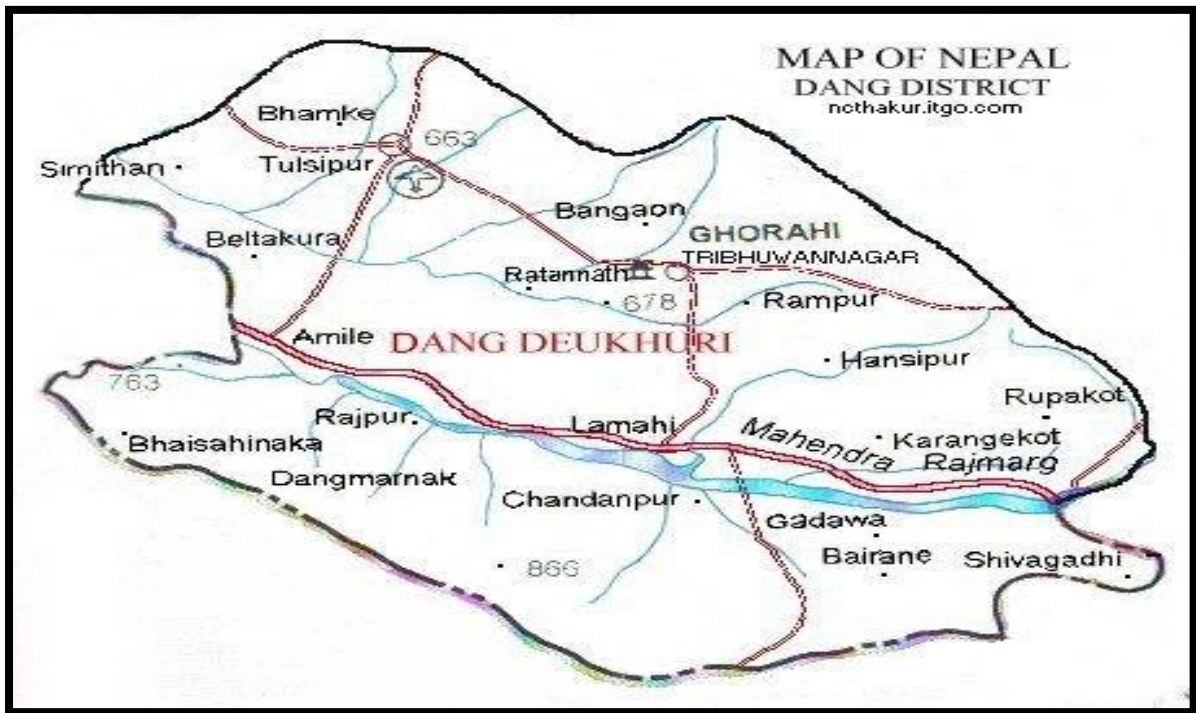 MAP OF NEPAL
DANG DISTRICT
ncthakur.itgo.com
Bhamke
663
Sirnithan
Tulsipur
Bangaon
Beltakura
GHORAHI
TRIBHUWANNAGAR
Ratannath
678
Rampur
Amile
DANG DEUKHURI
Hansipur
763
Rupakot
Rajpur
Lamahi
Mahendra
Rajmarg
Karangekot
Bhaisahinaka
Dangmarnak
Chandanpur
Gadawa
Bairane
Shivagadhi
866